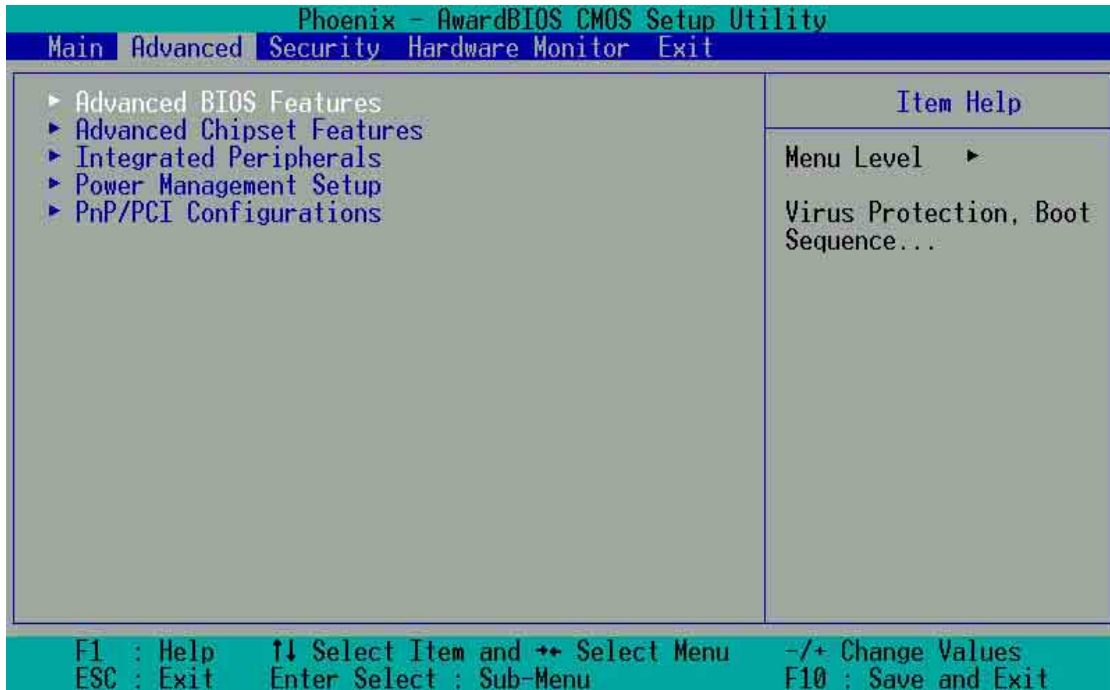 Phoenix - AwardBIOS CMOS Setup Utility
Main Advanced Security Hardware Monitor Exit
▶ Advanced BIOS Features
▶ Advanced Chipset Features
▶ Integrated Peripherals
▶ Power Management Setup
▶ PnP/PCI Configurations
Item Help
Menu Level ▶
Virus Protection, Boot
Sequence...
F1 : Help ↑↓ Select Item and →← Select Menu -/+ Change Values
ESC : Exit Enter Select : Sub-Menu F10 : Save and Exit